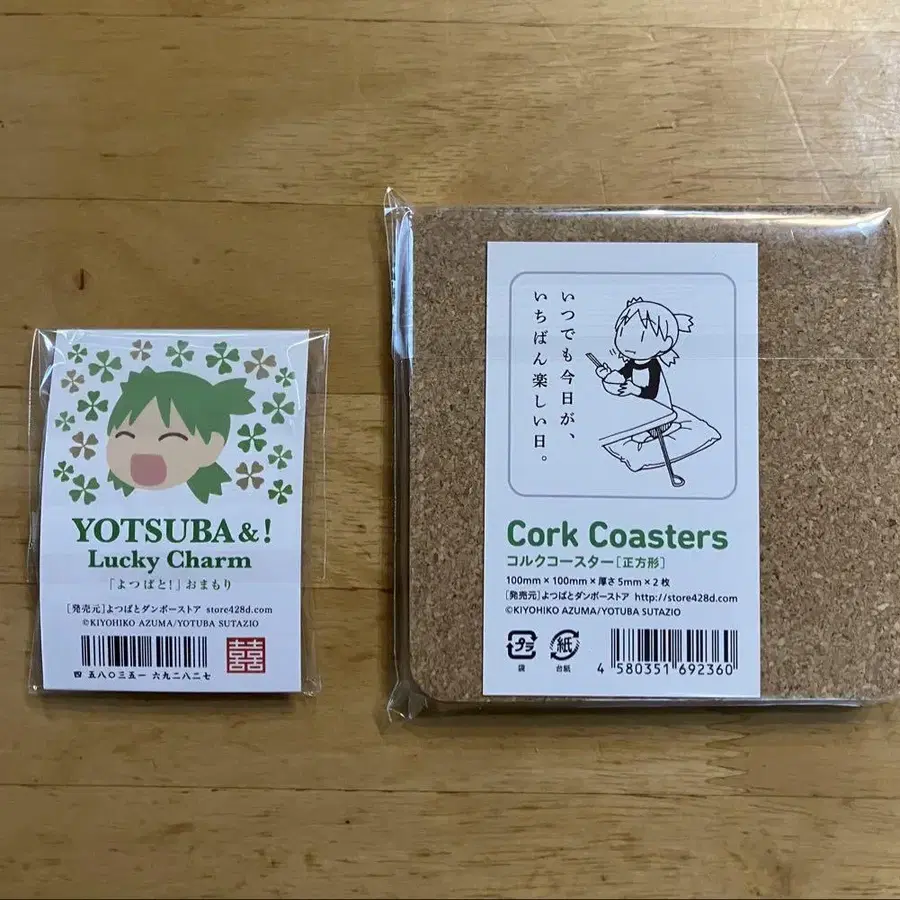 YOTSUBA&!
Lucky Charm
「よつばと!」おまもり
[発売元]よつばとダンボーストア store428d.com
©KIYOHIKO AZUMA/YOTUBA SUTAZIO
四 五八〇三五一 六九二八二七
囍
いつでも今日が、
いちばん楽しい日。
Cork Coasters
コルクコースター[正方形]
100mm×100mm×厚さ5mm×2枚
[発売元]よつばとダンボーストア http://store428d.com
©KIYOHIKO AZUMA/YOTUBA SUTAZIO
プラ
袋
紙
台紙
4 580351 692360